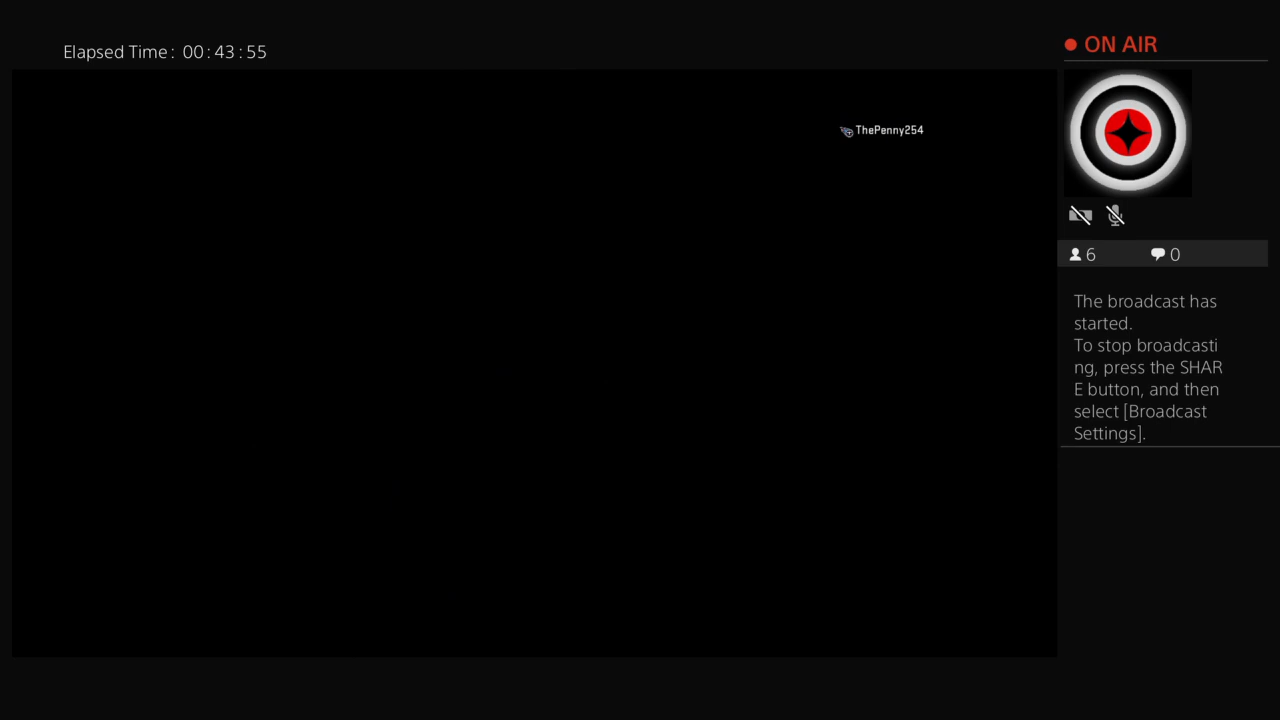 Elapsed Time: 00:43:55
ON AIR
ThePenny254
6
0
The broadcast has
started.
To stop broadcasti
ng, press the SHAR
E button, and then
select [Broadcast
Settings].